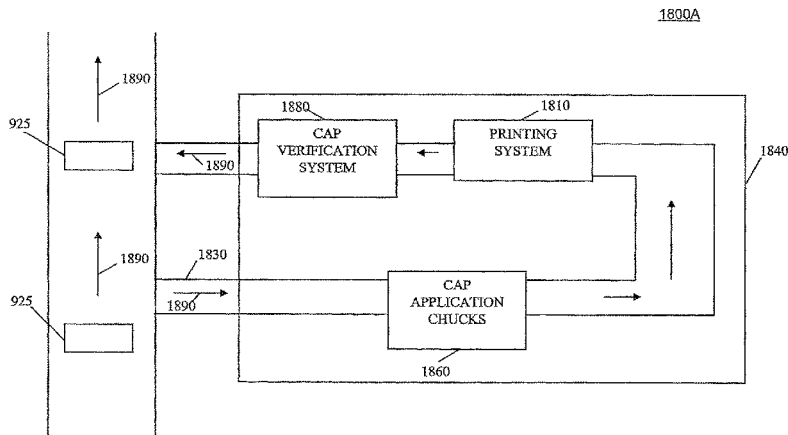 1800A
1890
1880
1810
925
CAP
VERIFICATION
SYSTEM
PRINTING
SYSTEM
1890
1840
1890
1830
925
1890
CAP
APPLICATION
CHUCKS
1860